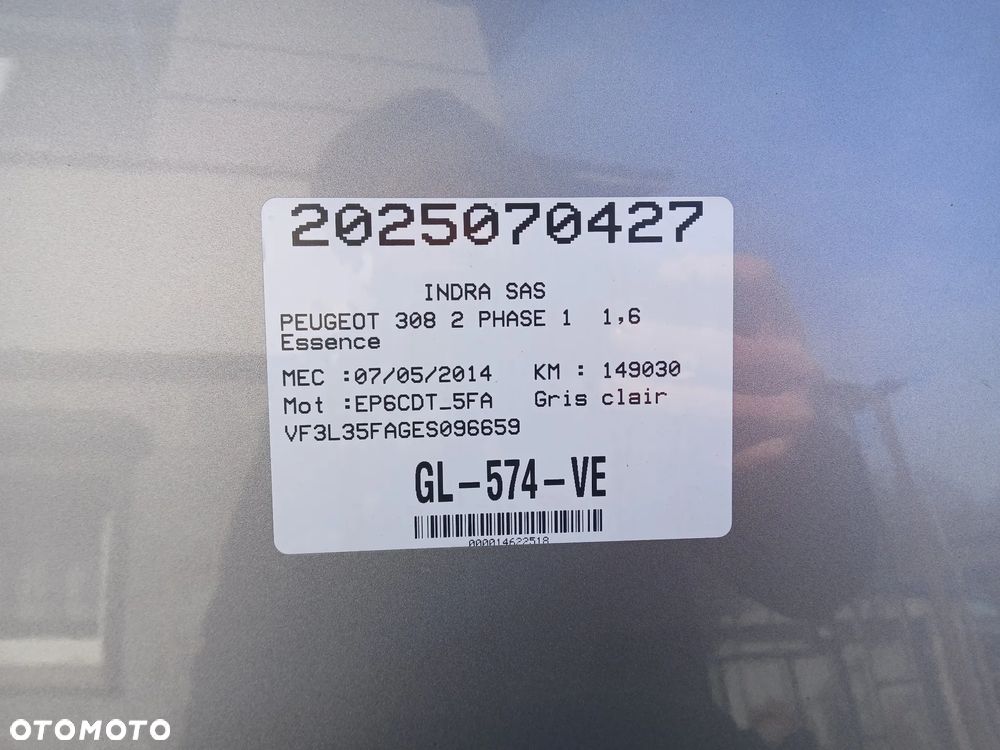 2025070427
INDRA SAS
PEUGEOT 308 2 PHASE 1 1,6
Essence
MEC :07/05/2014 KM : 149030
Mot :EP6CDT_5FA Gris clair
VF3L35FAGES096659
GL-574-VE
000014622518
OTOMOTO